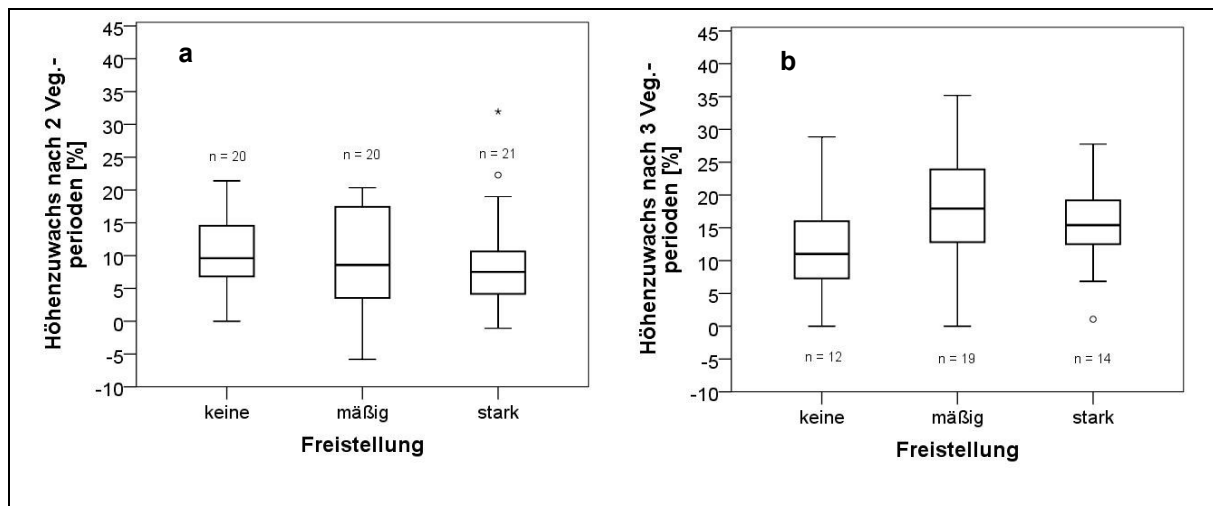 a
Höhenzuwachs nach 2 Veg.-
perioden [%]
45
40
35
30
25
20
15
10
5
0
-5
-10
n = 20
n = 20
n = 21
*
keine
mäßig
stark
Freistellung
b
Höhenzuwachs nach 3 Veg.-
perioden [%]
45
40
35
30
25
20
15
10
5
0
-5
-10
n = 12
n = 19
n = 14
keine
mäßig
stark
Freistellung